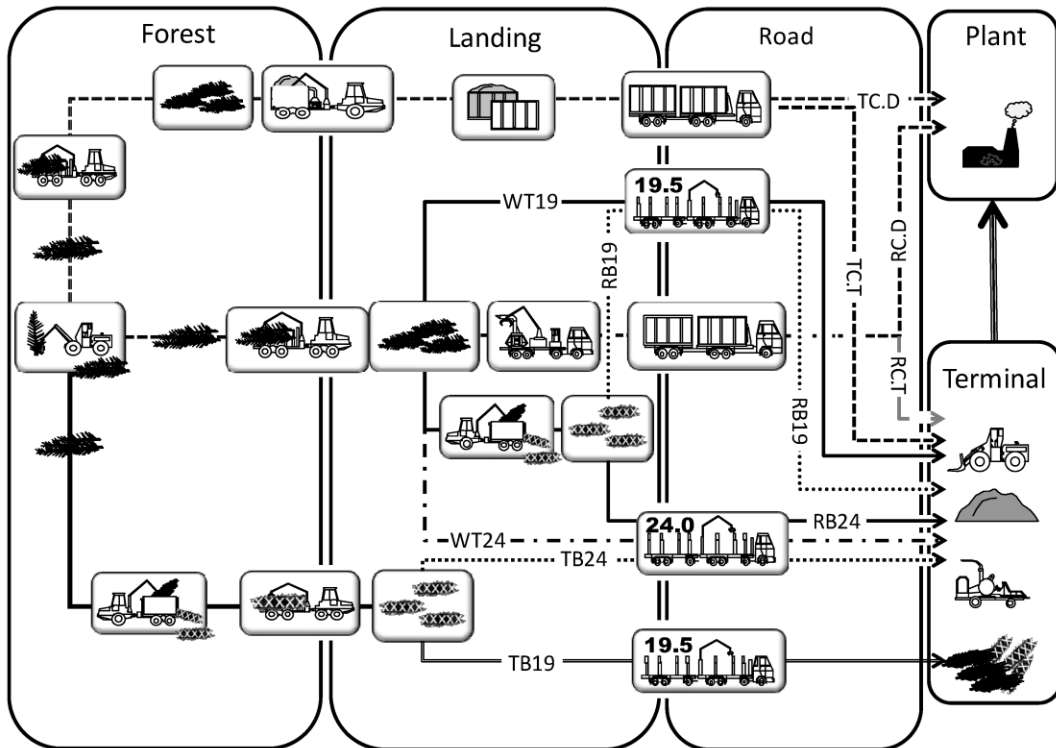 Forest
Landing
Road
Plant
TC.D
19.5
WT19
RB19
RC.D
TC.T
RC.T
Terminal
RB19
24.0
RB24
WT24
TB24
19.5
TB19